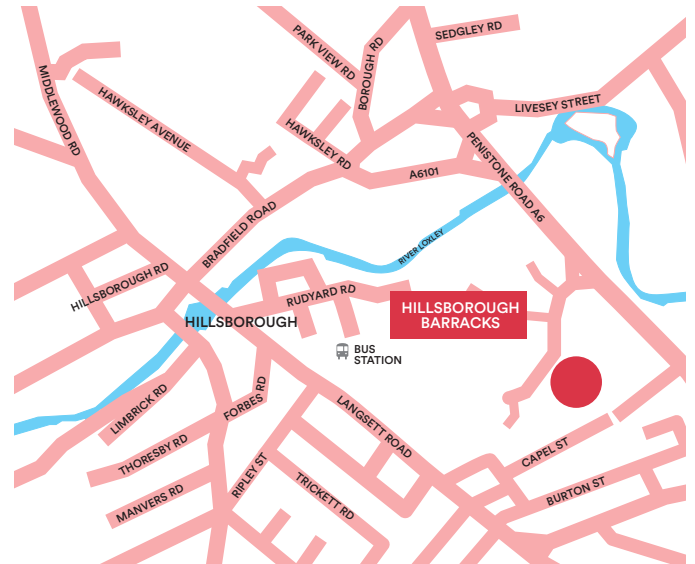 SEDGLEY RD
PARK VIEW RD
BOROUGH RD
MIDDLEWOOD RD
HAWKSLEY AVENUE
LIVESEY STREET
HAWKSLEY RD
PENISTONE ROAD A6
A6101
BRADFIELD ROAD
RIVER LOXLEY
HILLSBOROUGH RD
RUDYARD RD
HILLSBOROUGH
BARRACKS
HILLSBOROUGH
BUS
STATION
LIMBRICK RD
FORBES RD
LANGSETT ROAD
THORESBY RD
CAPEL ST
RIPLEY ST
TRICKETT RD
BURTON ST
MANVERS RD